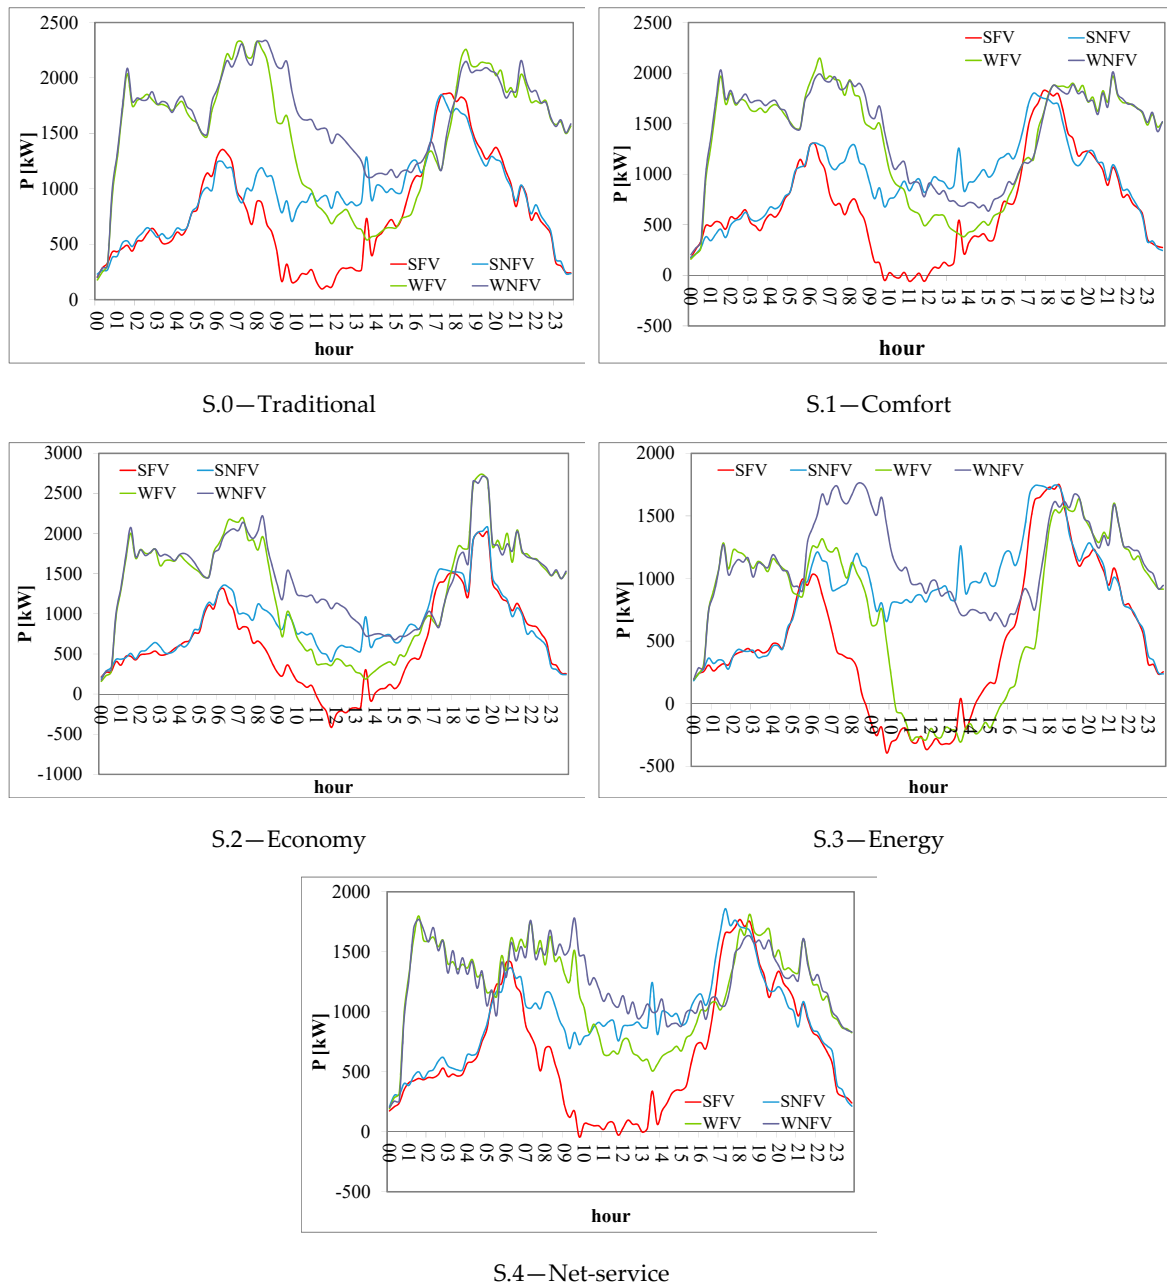 2500
2000
1500
1000
500
0
P [kW]
SFV SNFV
WFV WNFV
00 01 02 03 04 05 06 07 08 09 10 11 12 13 14 15 16 17 18 19 20 21 22 23
hour
S.0—Traditional
2500
2000
1500
1000
500
0
-500
P [kW]
SFV SNFV
WFV WNFV
00 01 02 03 04 05 06 07 08 09 10 11 12 13 14 15 16 17 18 19 20 21 22 23
hour
S.1—Comfort
3000
2500
2000
1500
1000
500
0
-500
-1000
P [kW]
SFV SNFV
WFV WNFV
00 01 02 03 04 05 06 07 08 09 10 11 12 13 14 15 16 17 18 19 20 21 22 23
hour
S.2—Economy
2000
1500
1000
500
0
-500
P [kW]
SFV SNFV WFV WNFV
00 01 02 03 04 05 06 07 08 09 10 11 12 13 14 15 16 17 18 19 20 21 22 23
hour
S.3—Energy
2000
1500
1000
500
0
-500
P [kW]
SFV SNFV
WFV WNFV
00 01 02 03 04 05 06 07 08 09 10 11 12 13 14 15 16 17 18 19 20 21 22 23
hour
S.4—Net-service